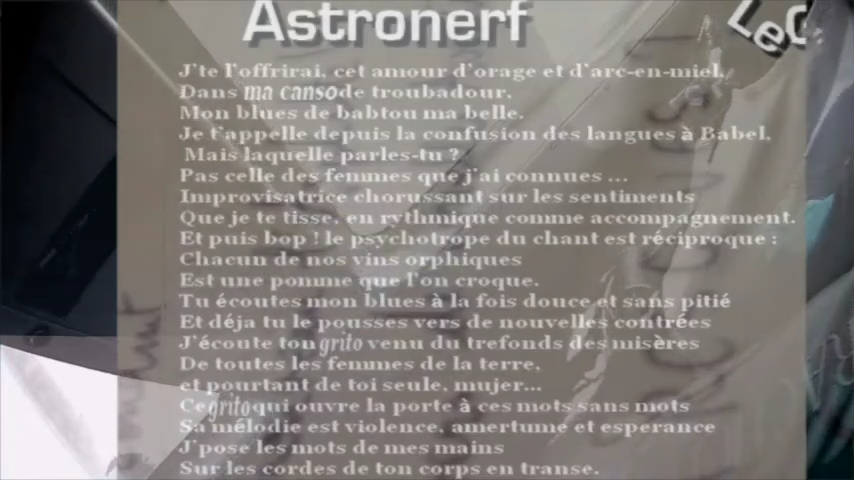 Astronerf
LeC
J'te l'offrirai, cet amour d'orage et d'arc-en-miel,
Dans ma canso de troubadour,
Mon blues de babtou ma belle.
Je t'appelle depuis la confusion des langues à Babel,
Mais laquelle parles-tu ?
Pas celle des femmes que j'ai connues ...
Improvisatrice chorussant sur les sentiments
Que je te tisse, en rythmique comme accompagnement.
Et puis bop ! le psychotrope du chant est réciproque :
Chacun de nos vins orphiques
Est une pomme que l'on croque.
Tu écoutes mon blues à la fois douce et sans pitié
Et déja tu le pousses vers de nouvelles contrées
J'écoute ton grito venu du trefonds des misères
De toutes les femmes de la terre,
et pourtant de toi seule, mujer...
Ce grito qui ouvre la porte à ces mots sans mots
Sa mélodie est violence, amertume et esperance
J'pose les mots de mes mains
Sur les cordes de ton corps en transe.